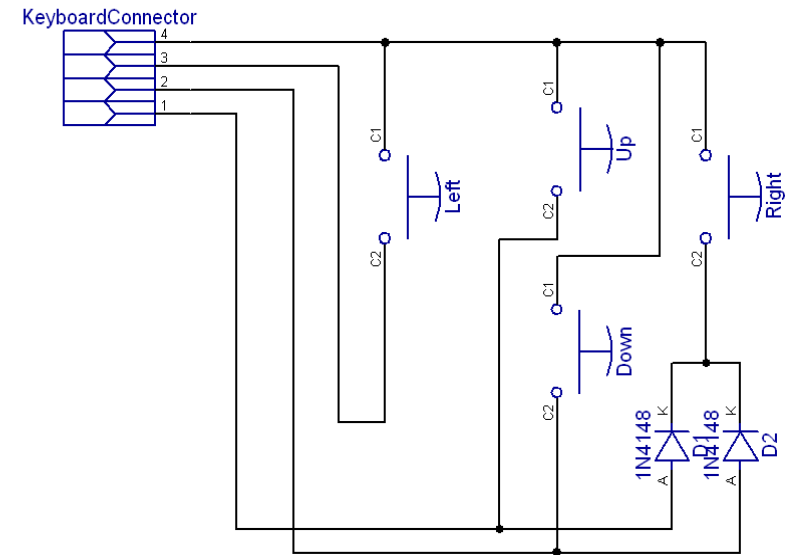 KeyboardConnector
4
3
2
1
C1
C2
Left
C1
C2
Up
C1
C2
Right
C1
C2
Down
1N4148
K
A
D1
1N4148
K
A
D2